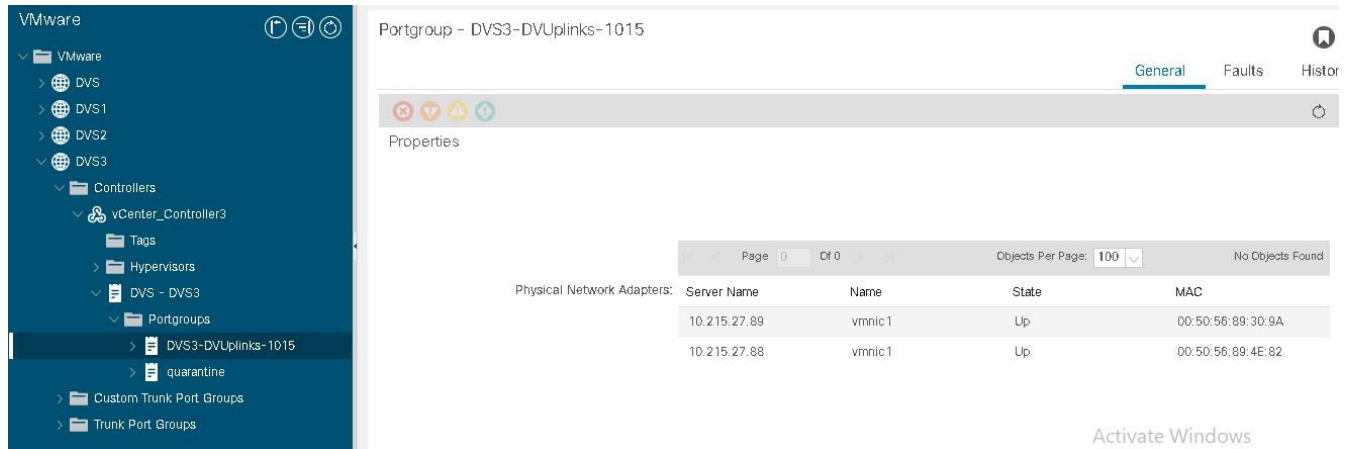 VMware
VMware
DVS
DVS1
DVS2
DVS3
Controllers
vCenter_Controller3
Tags
Hypervisors
DVS - DVS3
Portgroups
DVS3-DVUplinks-1015
quarantine
Custom Trunk Port Groups
Trunk Port Groups
Portgroup - DVS3-DVUplinks-1015
General Faults Histor
Properties
Page 0 Of 0 Objects Per Page: 100 No Objects Found
Physical Network Adapters: Server Name Name State MAC
10.215.27.89 vmnic1 Up 00:50:56:89:30:9A
10.215.27.88 vmnic1 Up 00:50:56:89:4E:82
Activate Windows